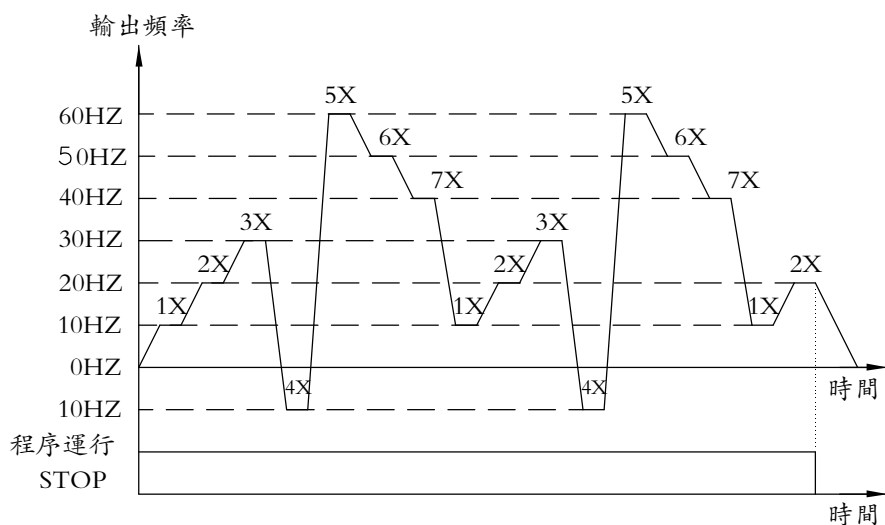 輸出頻率
60HZ
50HZ
40HZ
30HZ
20HZ
10HZ
0HZ
10HZ
1X
2X
3X
4X
5X
6X
7X
1X
2X
3X
4X
5X
6X
7X
1X
2X
時間
程序運行
STOP
時間